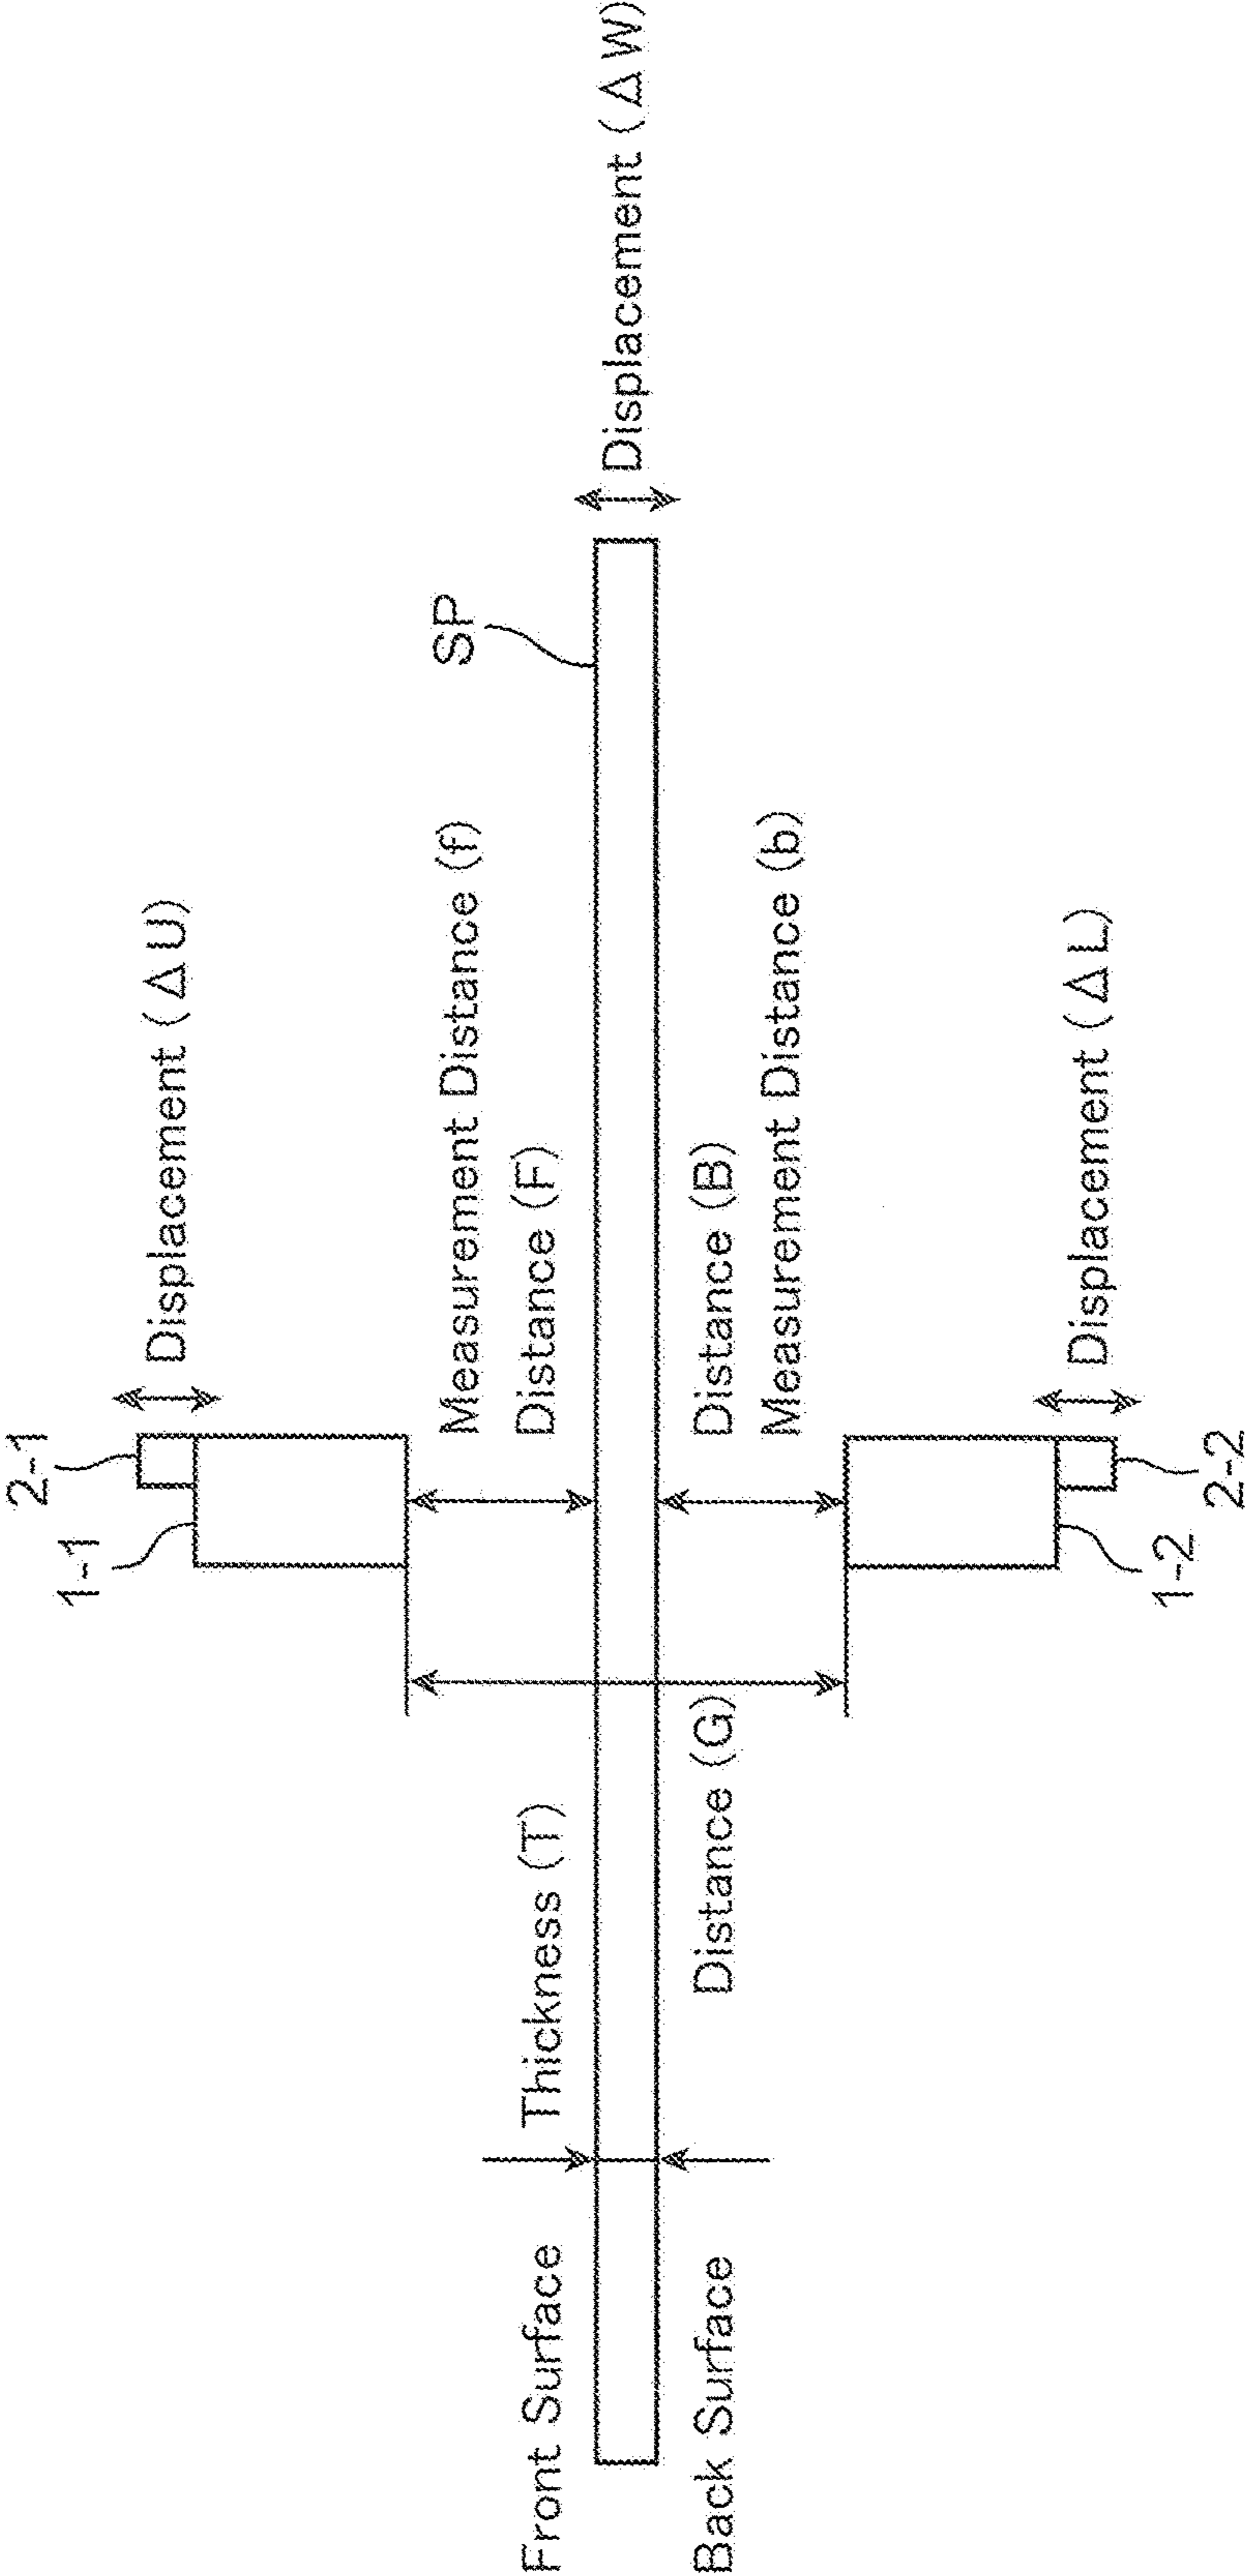 2-1
1-1
Displacement (ΔU)
Measurement Distance (f)
Distance (F)
SP
Displacement (ΔW)
Front Surface
Thickness (T)
Back Surface
Distance (G)
Distance (B)
Measurement Distance (b)
Displacement (ΔL)
1-2
2-2